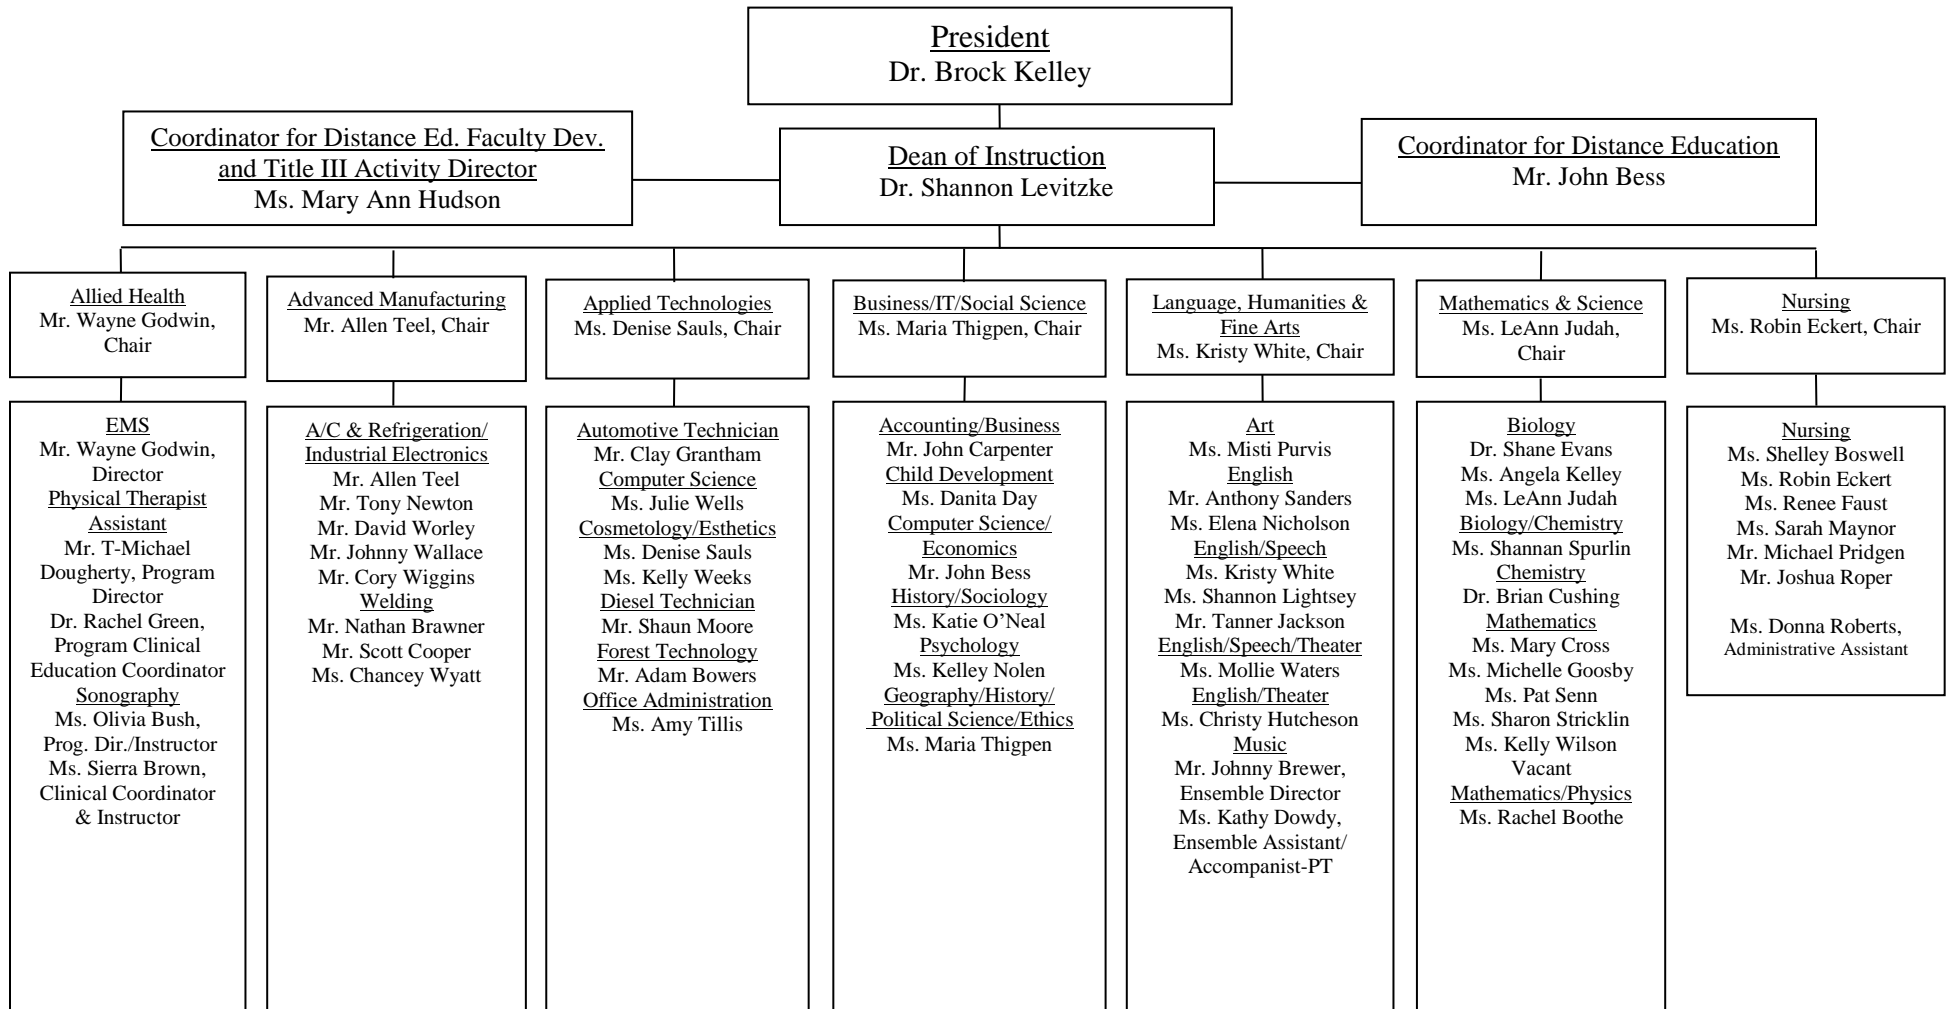 President
Dr. Brock Kelley
Coordinator for Distance Ed. Faculty Dev.
and Title III Activity Director
Ms. Mary Ann Hudson
Dean of Instruction
Dr. Shannon Levitzke
Coordinator for Distance Education
Mr. John Bess
Allied Health
Mr. Wayne Godwin,
Chair
Advanced Manufacturing
Mr. Allen Teel, Chair
Applied Technologies
Ms. Denise Sauls, Chair
Business/IT/Social Science
Ms. Maria Thigpen, Chair
Language, Humanities &
Fine Arts
Ms. Kristy White, Chair
Mathematics & Science
Ms. LeAnn Judah,
Chair
Nursing
Ms. Robin Eckert, Chair
EMS
Mr. Wayne Godwin,
Director
Physical Therapist
Assistant
Mr. T-Michael
Dougherty, Program
Director
Dr. Rachel Green,
Program Clinical
Education Coordinator
Sonography
Ms. Olivia Bush,
Prog. Dir./Instructor
Ms. Sierra Brown,
Clinical Coordinator
& Instructor
A/C & Refrigeration/
Industrial Electronics
Mr. Allen Teel
Mr. Tony Newton
Mr. David Worley
Mr. Johnny Wallace
Mr. Cory Wiggins
Welding
Mr. Nathan Brawner
Mr. Scott Cooper
Ms. Chancey Wyatt
Automotive Technician
Mr. Clay Grantham
Computer Science
Ms. Julie Wells
Cosmetology/Esthetics
Ms. Denise Sauls
Ms. Kelly Weeks
Diesel Technician
Mr. Shaun Moore
Forest Technology
Mr. Adam Bowers
Office Administration
Ms. Amy Tillis
Accounting/Business
Mr. John Carpenter
Child Development
Ms. Danita Day
Computer Science/
Economics
Mr. John Bess
History/Sociology
Ms. Katie O’Neal
Psychology
Ms. Kelley Nolen
Geography/History/
Political Science/Ethics
Ms. Maria Thigpen
Art
Ms. Misti Purvis
English
Mr. Anthony Sanders
Ms. Elena Nicholson
English/Speech
Ms. Kristy White
Ms. Shannon Lightsey
Mr. Tanner Jackson
English/Speech/Theater
Ms. Mollie Waters
English/Theater
Ms. Christy Hutcheson
Music
Mr. Johnny Brewer,
Ensemble Director
Ms. Kathy Dowdy,
Ensemble Assistant/
Accompanist-PT
Biology
Dr. Shane Evans
Ms. Angela Kelley
Ms. LeAnn Judah
Biology/Chemistry
Ms. Shannan Spurlin
Chemistry
Dr. Brian Cushing
Mathematics
Ms. Mary Cross
Ms. Michelle Goosby
Ms. Pat Senn
Ms. Sharon Stricklin
Ms. Kelly Wilson
Vacant
Mathematics/Physics
Ms. Rachel Boothe
Nursing
Ms. Shelley Boswell
Ms. Robin Eckert
Ms. Renee Faust
Ms. Sarah Maynor
Mr. Michael Pridgen
Mr. Joshua Roper
Ms. Donna Roberts,
Administrative Assistant